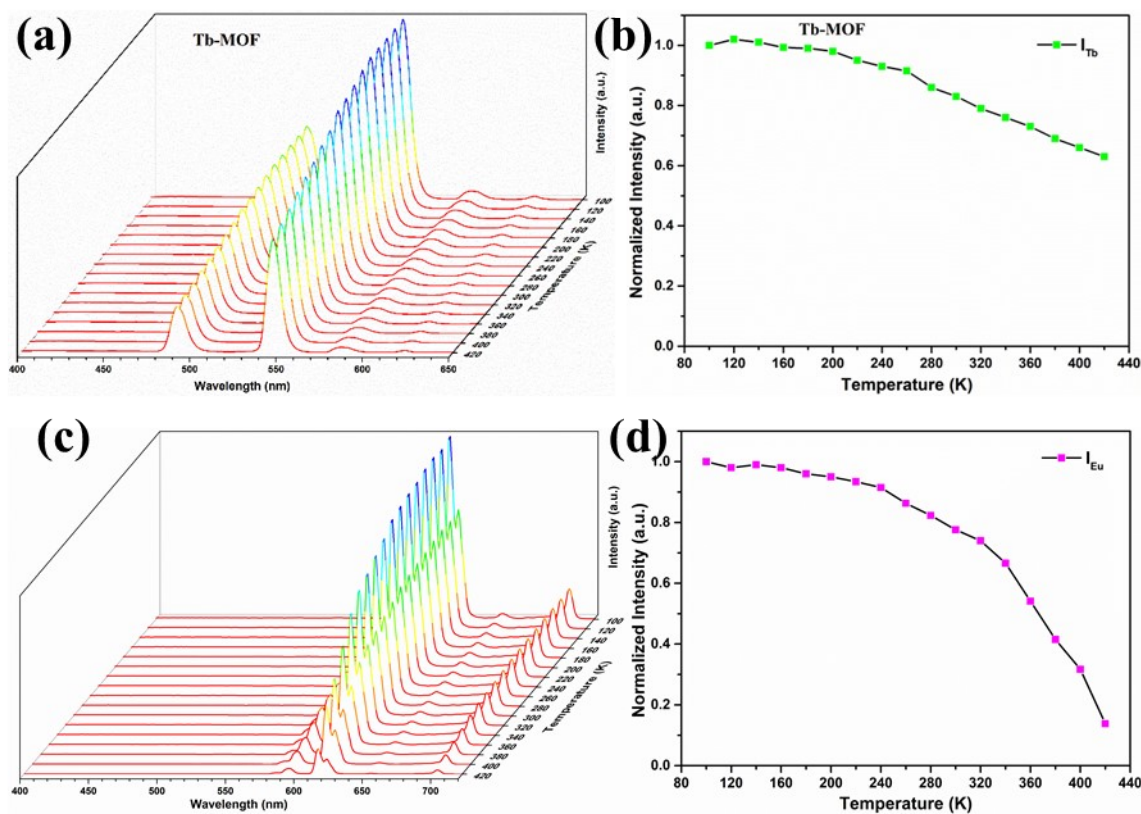 (a)
Tb-MOF
Intensity (a.u.)
100
120
140
160
180
200
220
240
260
280
300
320
340
360
380
400
420
Temperature (K)
400
450
500
550
600
650
Wavelength (nm)
(b)
Tb-MOF
I_Tb
1.0
0.8
0.6
0.4
0.2
0.0
Normalized Intensity (a.u.)
80 120 160 200 240 280 320 360 400 440
Temperature (K)
(c)
Intensity (a.u.)
100
120
140
160
180
200
220
240
260
280
300
320
340
360
380
400
420
Temperature (K)
400 450 500 550 600 650 700
Wavelength (nm)
(d)
I_Eu
1.0
0.8
0.6
0.4
0.2
0.0
Normalized Intensity (a.u.)
80 120 160 200 240 280 320 360 400 440
Temperature (K)